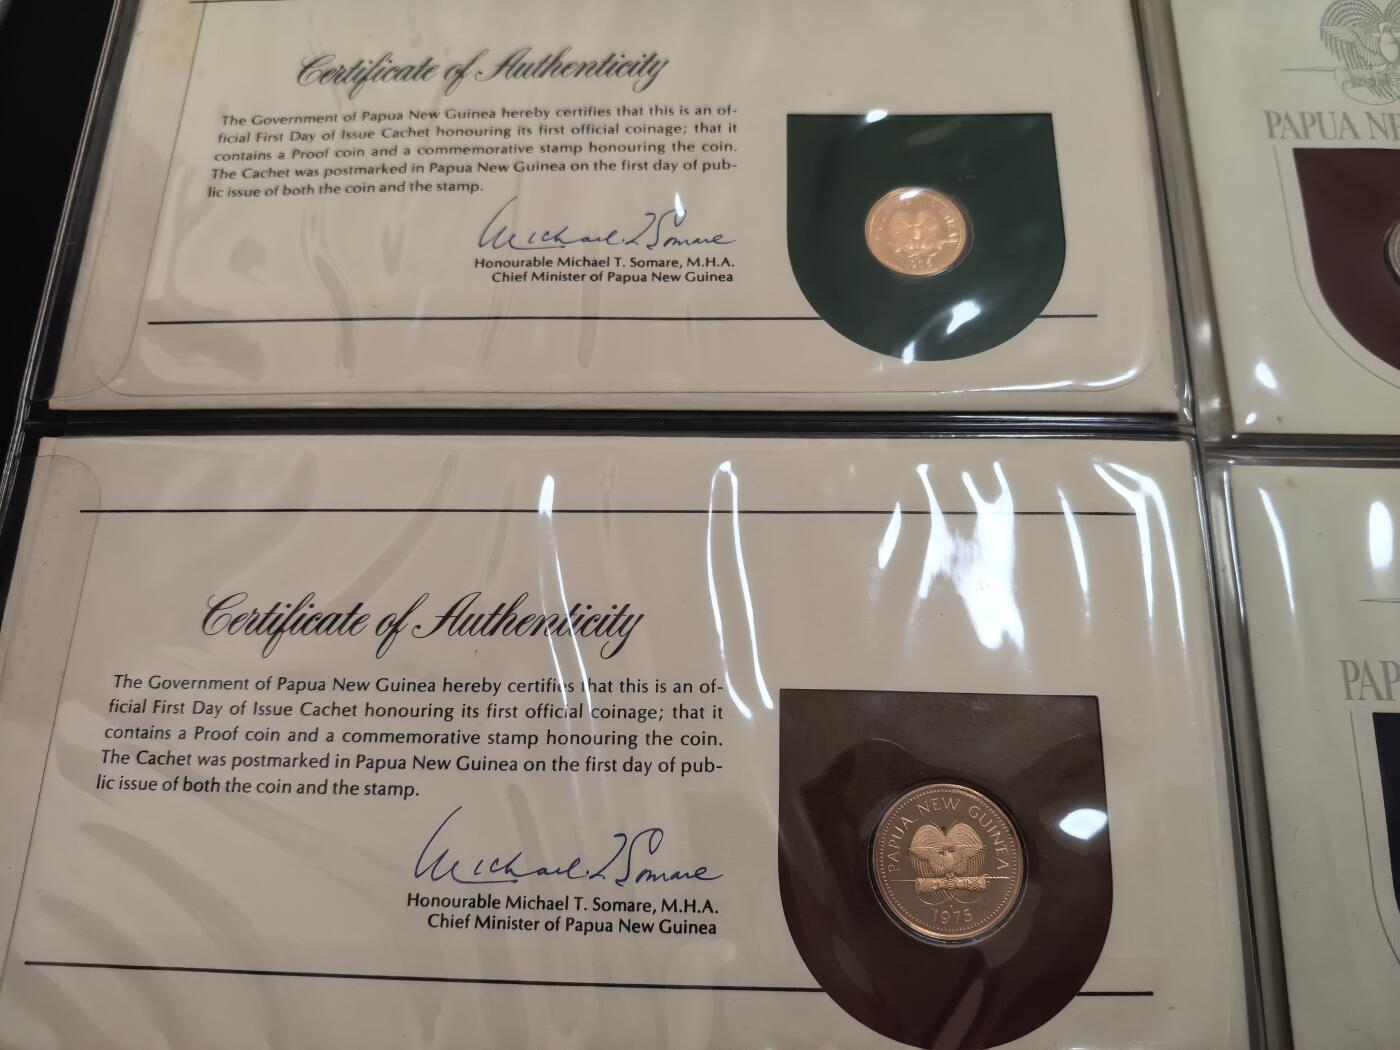 Certificate of Authenticity
The Government of Papua New Guinea hereby certifies that this is an of-
ficial First Day of Issue Cachet honouring its first official coinage; that it
contains a Proof coin and a commemorative stamp honouring the coin.
The Cachet was postmarked in Papua New Guinea on the first day of pub-
lic issue of both the coin and the stamp.
Michael T Somare
Honourable Michael T. Somare, M.H.A.
Chief Minister of Papua New Guinea
PAPUA NE
Certificate of Authenticity
The Government of Papua New Guinea hereby certifies that this is an of-
ficial First Day of Issue Cachet honouring its first official coinage; that it
contains a Proof coin and a commemorative stamp honouring the coin.
The Cachet was postmarked in Papua New Guinea on the first day of pub-
lic issue of both the coin and the stamp.
Michael T Somare
Honourable Michael T. Somare, M.H.A.
Chief Minister of Papua New Guinea
PAPUA NEW GUINEA
1975
PAP